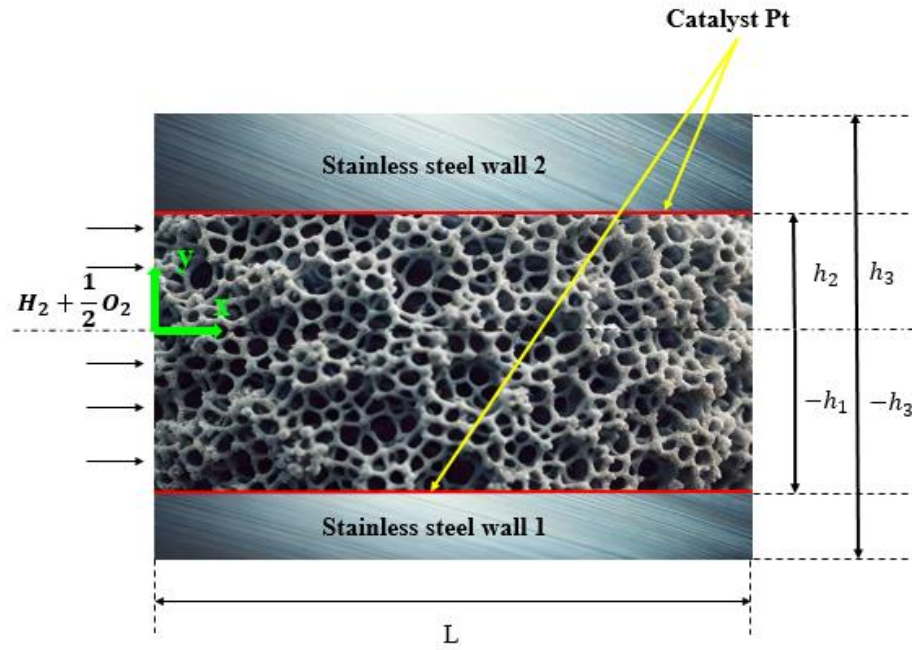 Catalyst Pt
Stainless steel wall 2
y
H₂ + 1/2 O₂
x
h₂
h₃
-h₁
-h₃
Stainless steel wall 1
L